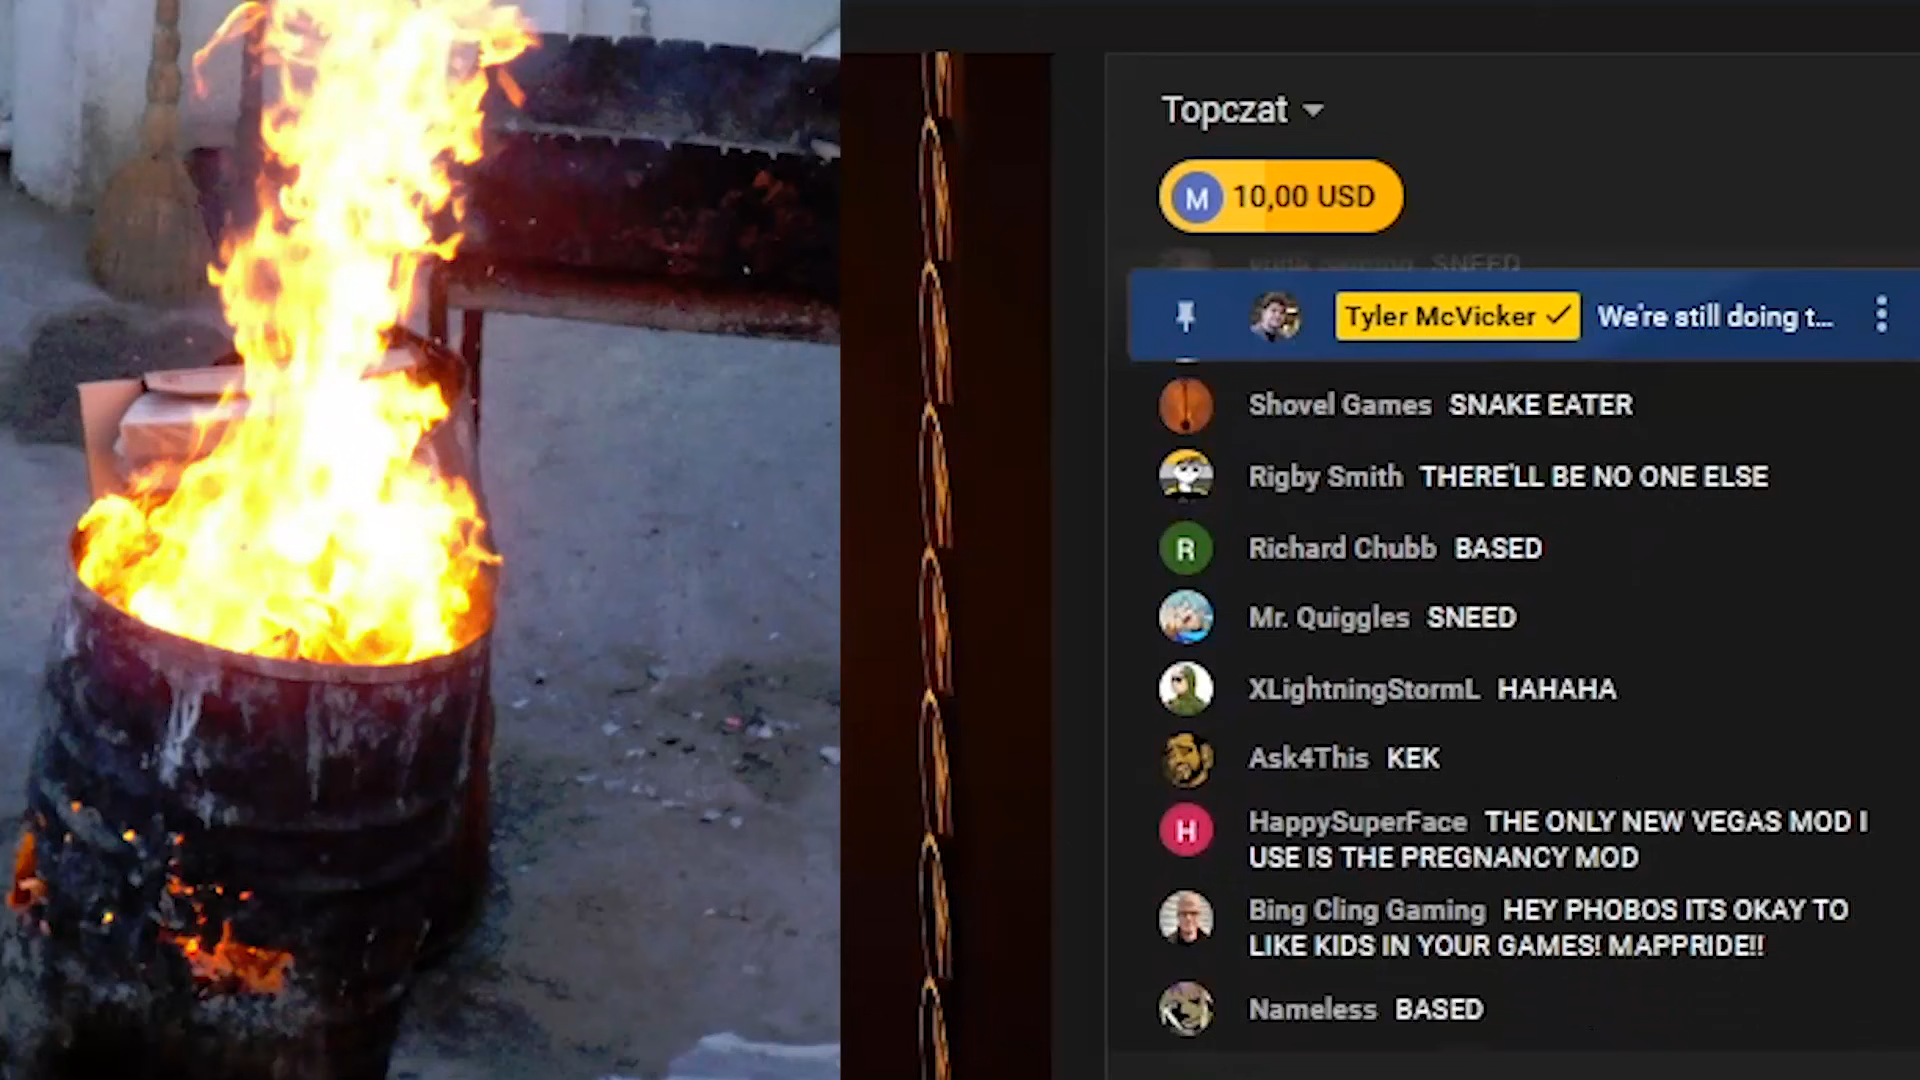 Topczat
M 10,00 USD
SNEED
Tyler McVicker We're still doing t...
Shovel Games SNAKE EATER
Rigby Smith THERE'LL BE NO ONE ELSE
R Richard Chubb BASED
Mr. Quiggles SNEED
XLightningStormL HAHAHA
Ask4This KEK
H HappySuperFace THE ONLY NEW VEGAS MOD I
USE IS THE PREGNANCY MOD
Bing Cling Gaming HEY PHOBOS ITS OKAY TO
LIKE KIDS IN YOUR GAMES! MAPPRIDE!!
Nameless BASED